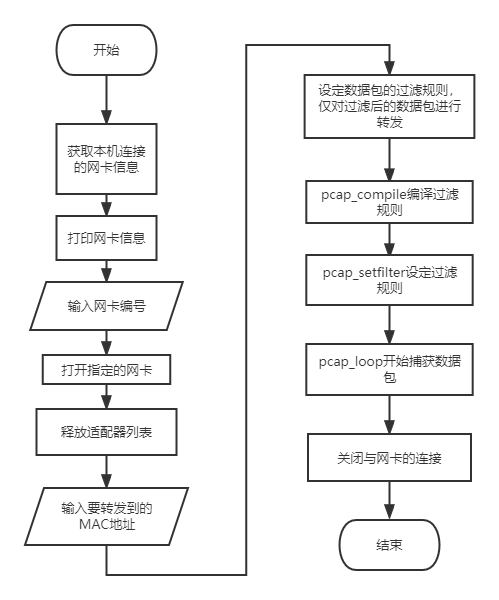 开始
获取本机连接
的网卡信息
打印网卡信息
输入网卡编号
打开指定的网卡
释放适配器列表
输入要转发到的
MAC地址
设定数据包的过滤规则，
仅对过滤后的数据包进行
转发
pcap_compile编译过滤
规则
pcap_setfilter设定过滤
规则
pcap_loop开始捕获数据
包
关闭与网卡的连接
结束